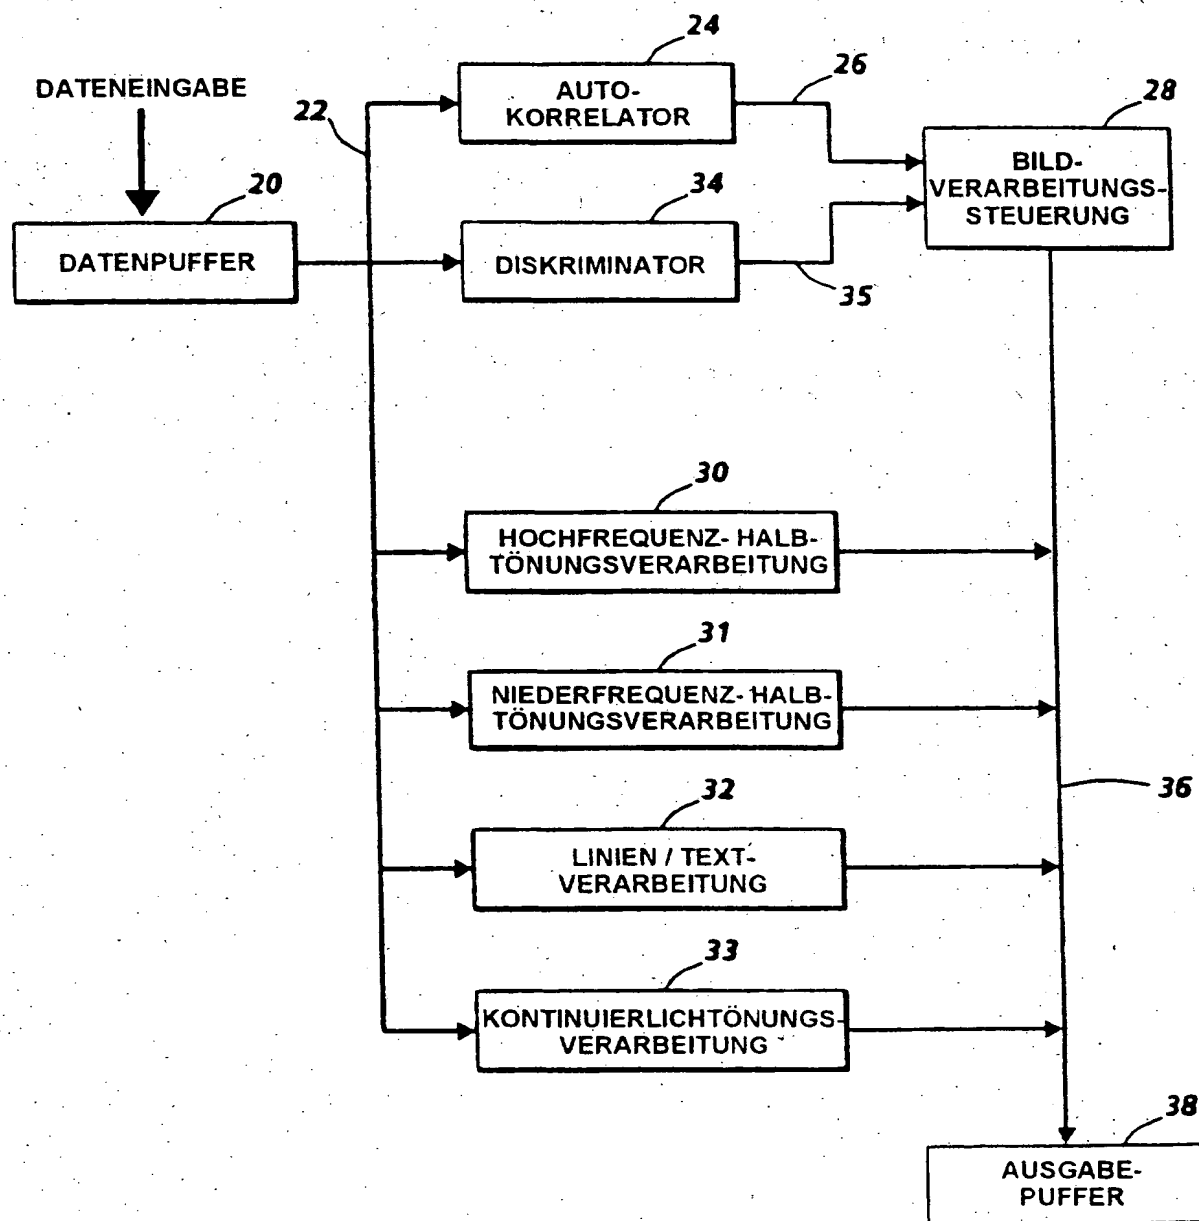 24
DATENEINGABE
AUTO-
KORRELATOR
26
22
28
BILD-
VERARBEITUNGS-
STEUERUNG
20
DATENPUFFER
34
DISKRIMINATOR
35
30
HOCHFREQUENZ- HALB-
TÖNUNGSVERARBEITUNG
31
NIEDERFREQUENZ- HALB-
TÖNUNGSVERARBEITUNG
36
32
LINIEN / TEXT-
VERARBEITUNG
33
KONTINUIERLICHTÖNUNGS-
VERARBEITUNG
38
AUSGABE-
PUFFER